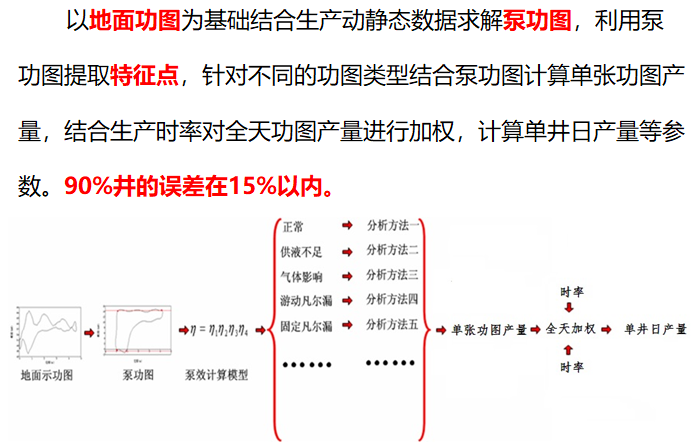 以地面功图为基础结合生产动静态数据求解泵功图，利用泵
功图提取特征点，针对不同的功图类型结合泵功图计算单张功图产
量，结合生产时率对全天功图产量进行加权，计算单井日产量等参
数。90%井的误差在15%以内。
正常 分析方法一
供液不足 分析方法二
气体影响 分析方法三
游动凡尔漏 分析方法四
固定凡尔漏 分析方法五
•••••• ••••••
η = η₁η₂η₃η₄
地面示功图 泵功图 泵效计算模型
单张功图产量 全天加权 单井日产量
时率
时率